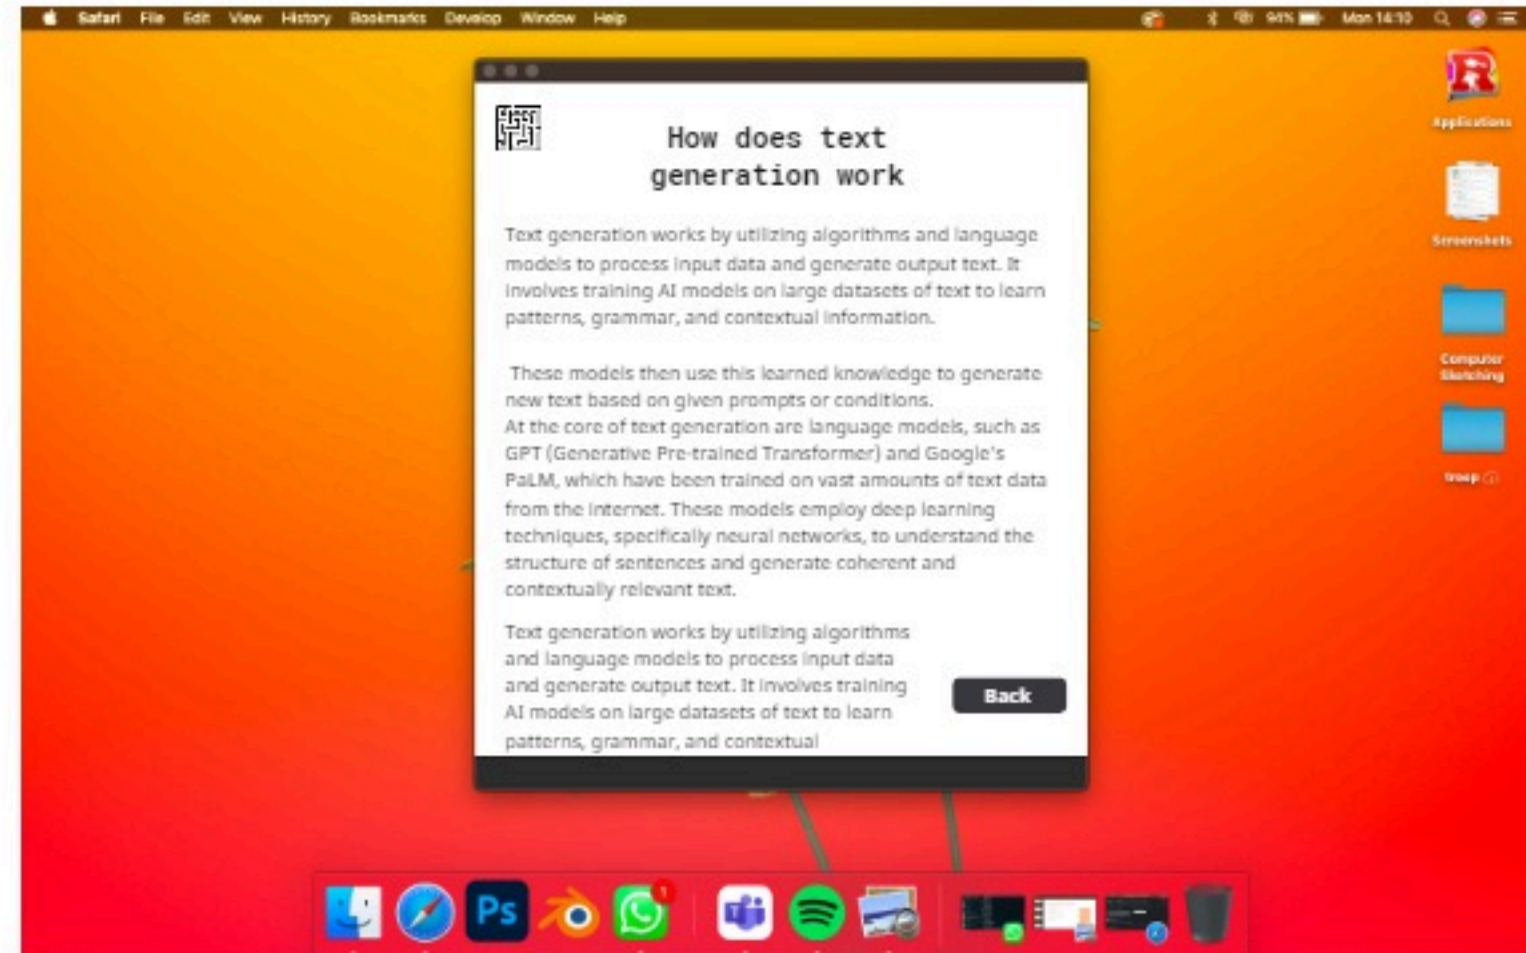 Safari File Edit View History Bookmarks Develop Window Help 94% Mon 14:10
R
Applications
Screenshots
Computer
Sketching
troep
How does text
generation work
Text generation works by utilizing algorithms and language
models to process input data and generate output text. It
involves training AI models on large datasets of text to learn
patterns, grammar, and contextual information.
These models then use this learned knowledge to generate
new text based on given prompts or conditions.
At the core of text generation are language models, such as
GPT (Generative Pre-trained Transformer) and Google's
PaLM, which have been trained on vast amounts of text data
from the internet. These models employ deep learning
techniques, specifically neural networks, to understand the
structure of sentences and generate coherent and
contextually relevant text.
Text generation works by utilizing algorithms
and language models to process input data
and generate output text. It involves training
AI models on large datasets of text to learn
patterns, grammar, and contextual
Back
Ps
1
T